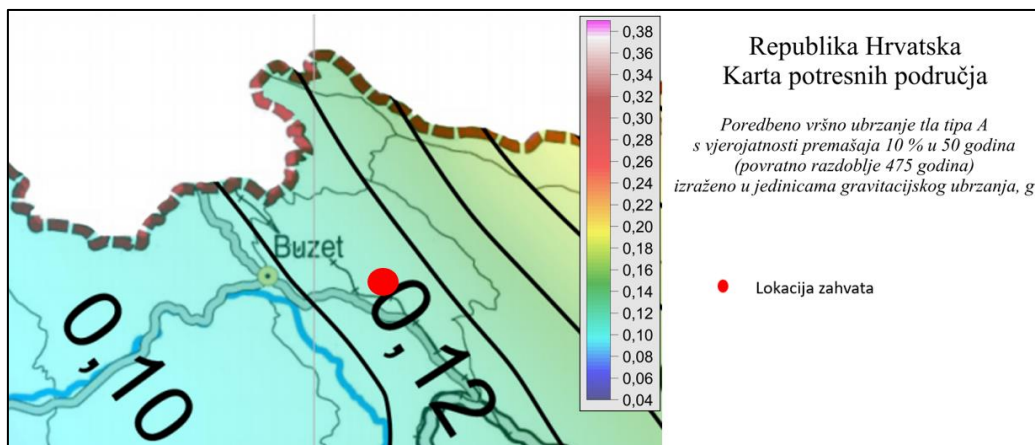 Buzet
0,10
0,12
0,38
0,36
0,34
0,32
0,30
0,28
0,26
0,24
0,22
0,20
0,18
0,16
0,14
0,12
0,10
0,08
0,06
0,04
Republika Hrvatska
Karta potresnih područja
Poredbeno vršno ubrzanje tla tipa A
s vjerojatnosti premašaja 10 % u 50 godina
(povratno razdoblje 475 godina)
izraženo u jedinicama gravitacijskog ubrzanja, g
Lokacija zahvata